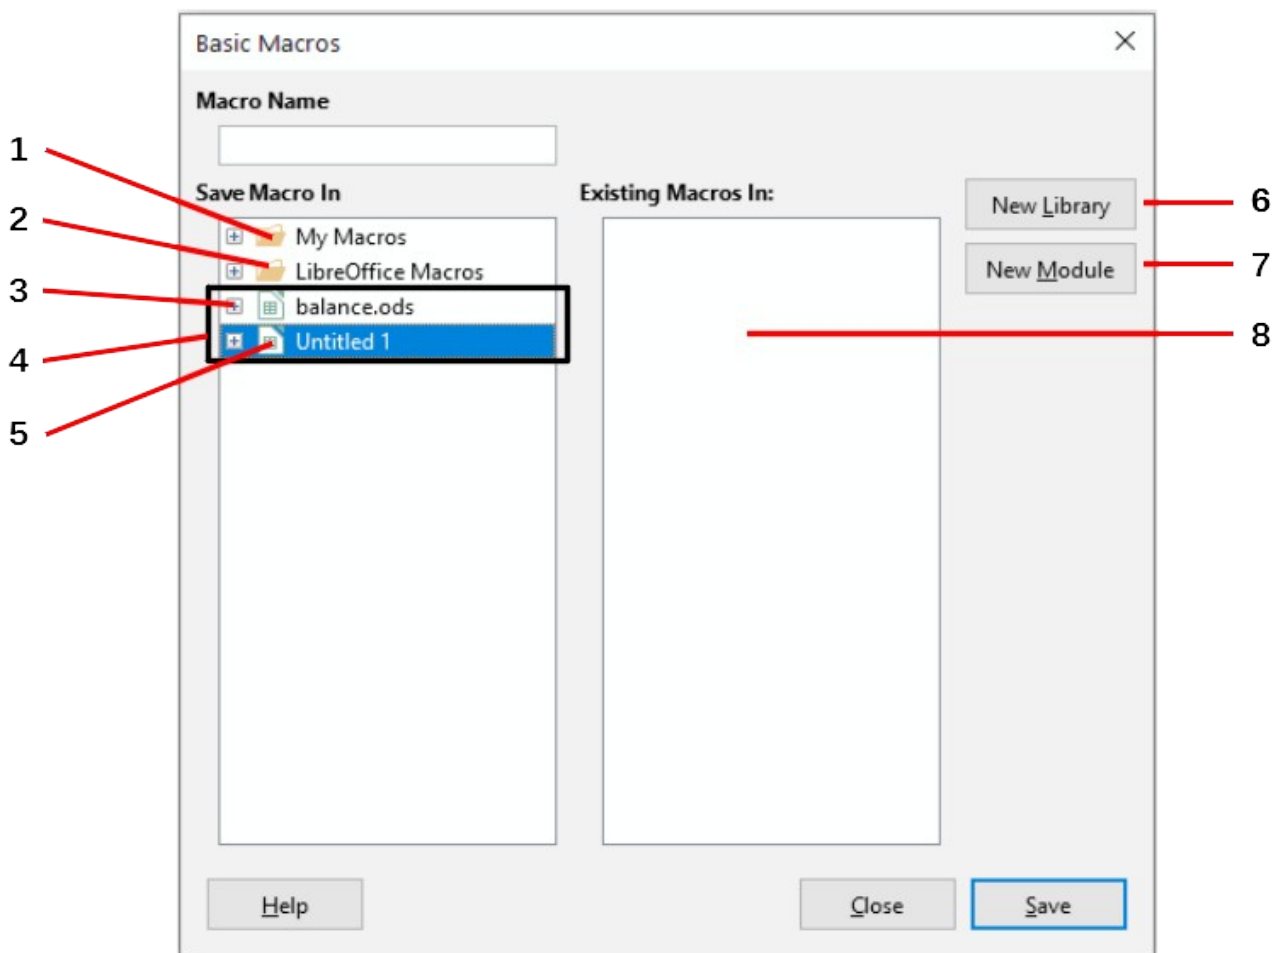 Basic Macros
Macro Name
1
Save Macro In
Existing Macros In:
New Library
6
2
My Macros
LibreOffice Macros
New Module
7
3
balance.ods
4
Untitled 1
8
5
Help
Close
Save